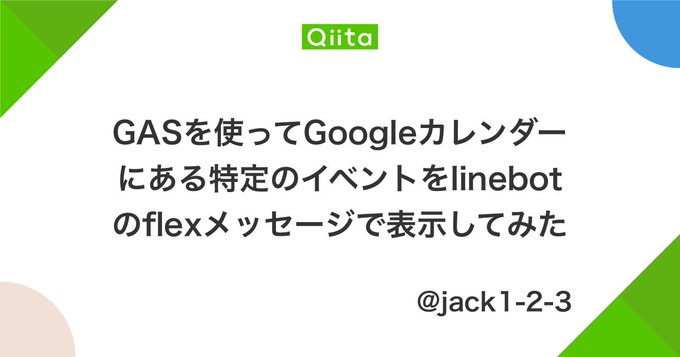 Qiita
GASを使ってGoogleカレンダー
にある特定のイベントをlinebot
のflexメッセージで表示してみた
@jack1-2-3